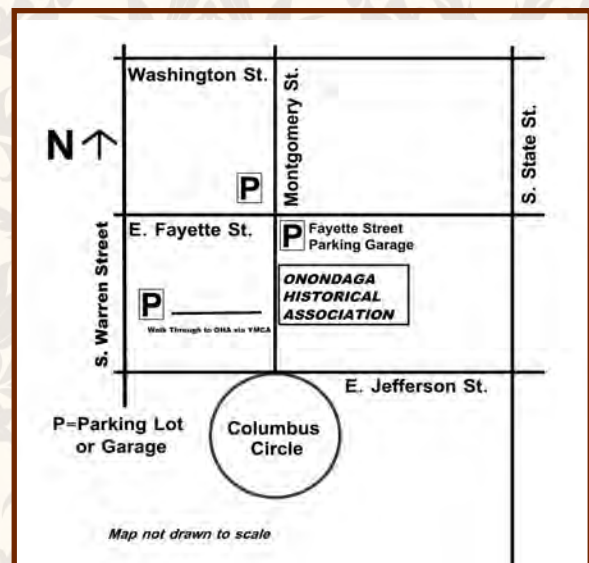 Washington St.
Montgomery St.
S. State St.
N
P
E. Fayette St.
P
Fayette Street
Parking Garage
S. Warren Street
P
Walk Through to OHA via YMCA
ONONDAGA
HISTORICAL
ASSOCIATION
E. Jefferson St.
P=Parking Lot
or Garage
Columbus
Circle
Map not drawn to scale